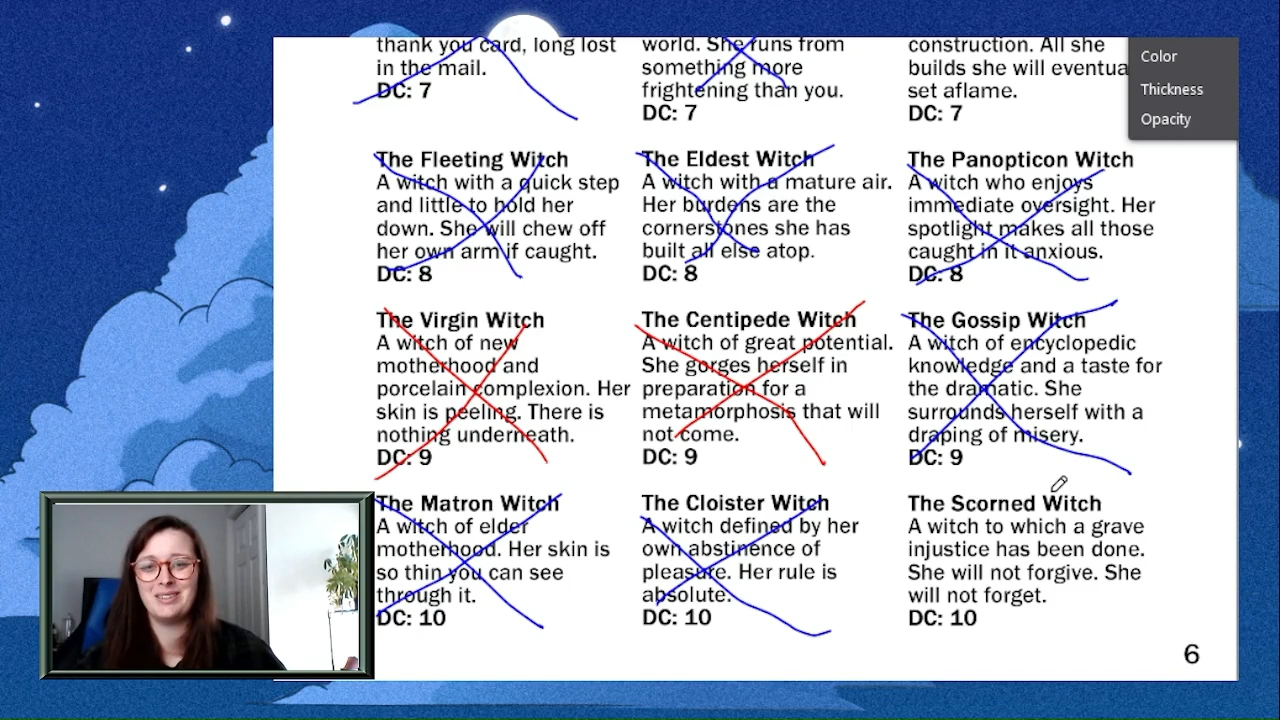 thank you card, long lost
in the mail.
DC: 7
world. She runs from
something more
frightening than you.
DC: 7
construction. All she
builds she will eventua
set aflame.
DC: 7
Color
Thickness
Opacity
The Fleeting Witch
A witch with a quick step
and little to hold her
down. She will chew off
her own arm if caught.
DC: 8
The Eldest Witch
A witch with a mature air.
Her burdens are the
cornerstones she has
built all else atop.
DC: 8
The Panopticon Witch
A witch who enjoys
immediate oversight. Her
spotlight makes all those
caught in it anxious.
DC: 8
The Virgin Witch
A witch of new
motherhood and
porcelain complexion. Her
skin is peeling. There is
nothing underneath.
DC: 9
The Centipede Witch
A witch of great potential.
She gorges herself in
preparation for a
metamorphosis that will
not come.
DC: 9
The Gossip Witch
A witch of encyclopedic
knowledge and a taste for
the dramatic. She
surrounds herself with a
draping of misery.
DC: 9
The Matron Witch
A witch of elder
motherhood. Her skin is
so thin you can see
through it.
DC: 10
The Cloister Witch
A witch defined by her
own abstinence of
pleasure. Her rule is
absolute.
DC: 10
The Scorned Witch
A witch to which a grave
injustice has been done.
She will not forgive. She
will not forget.
DC: 10
6